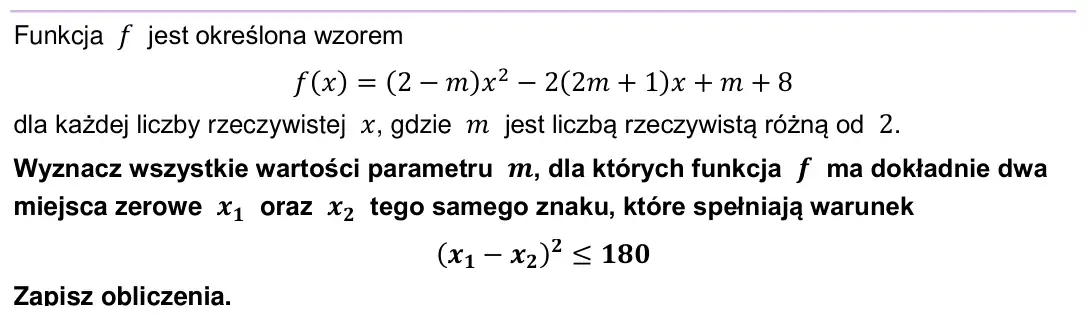 Funkcja f jest określona wzorem
f(x) = (2 − m)x² − 2(2m + 1)x + m + 8
dla każdej liczby rzeczywistej x, gdzie m jest liczbą rzeczywistą różną od 2.
Wyznacz wszystkie wartości parametru m, dla których funkcja f ma dokładnie dwa
miejsca zerowe x₁ oraz x₂ tego samego znaku, które spełniają warunek
(x₁ − x₂)² ≤ 180
Zapisz obliczenia.